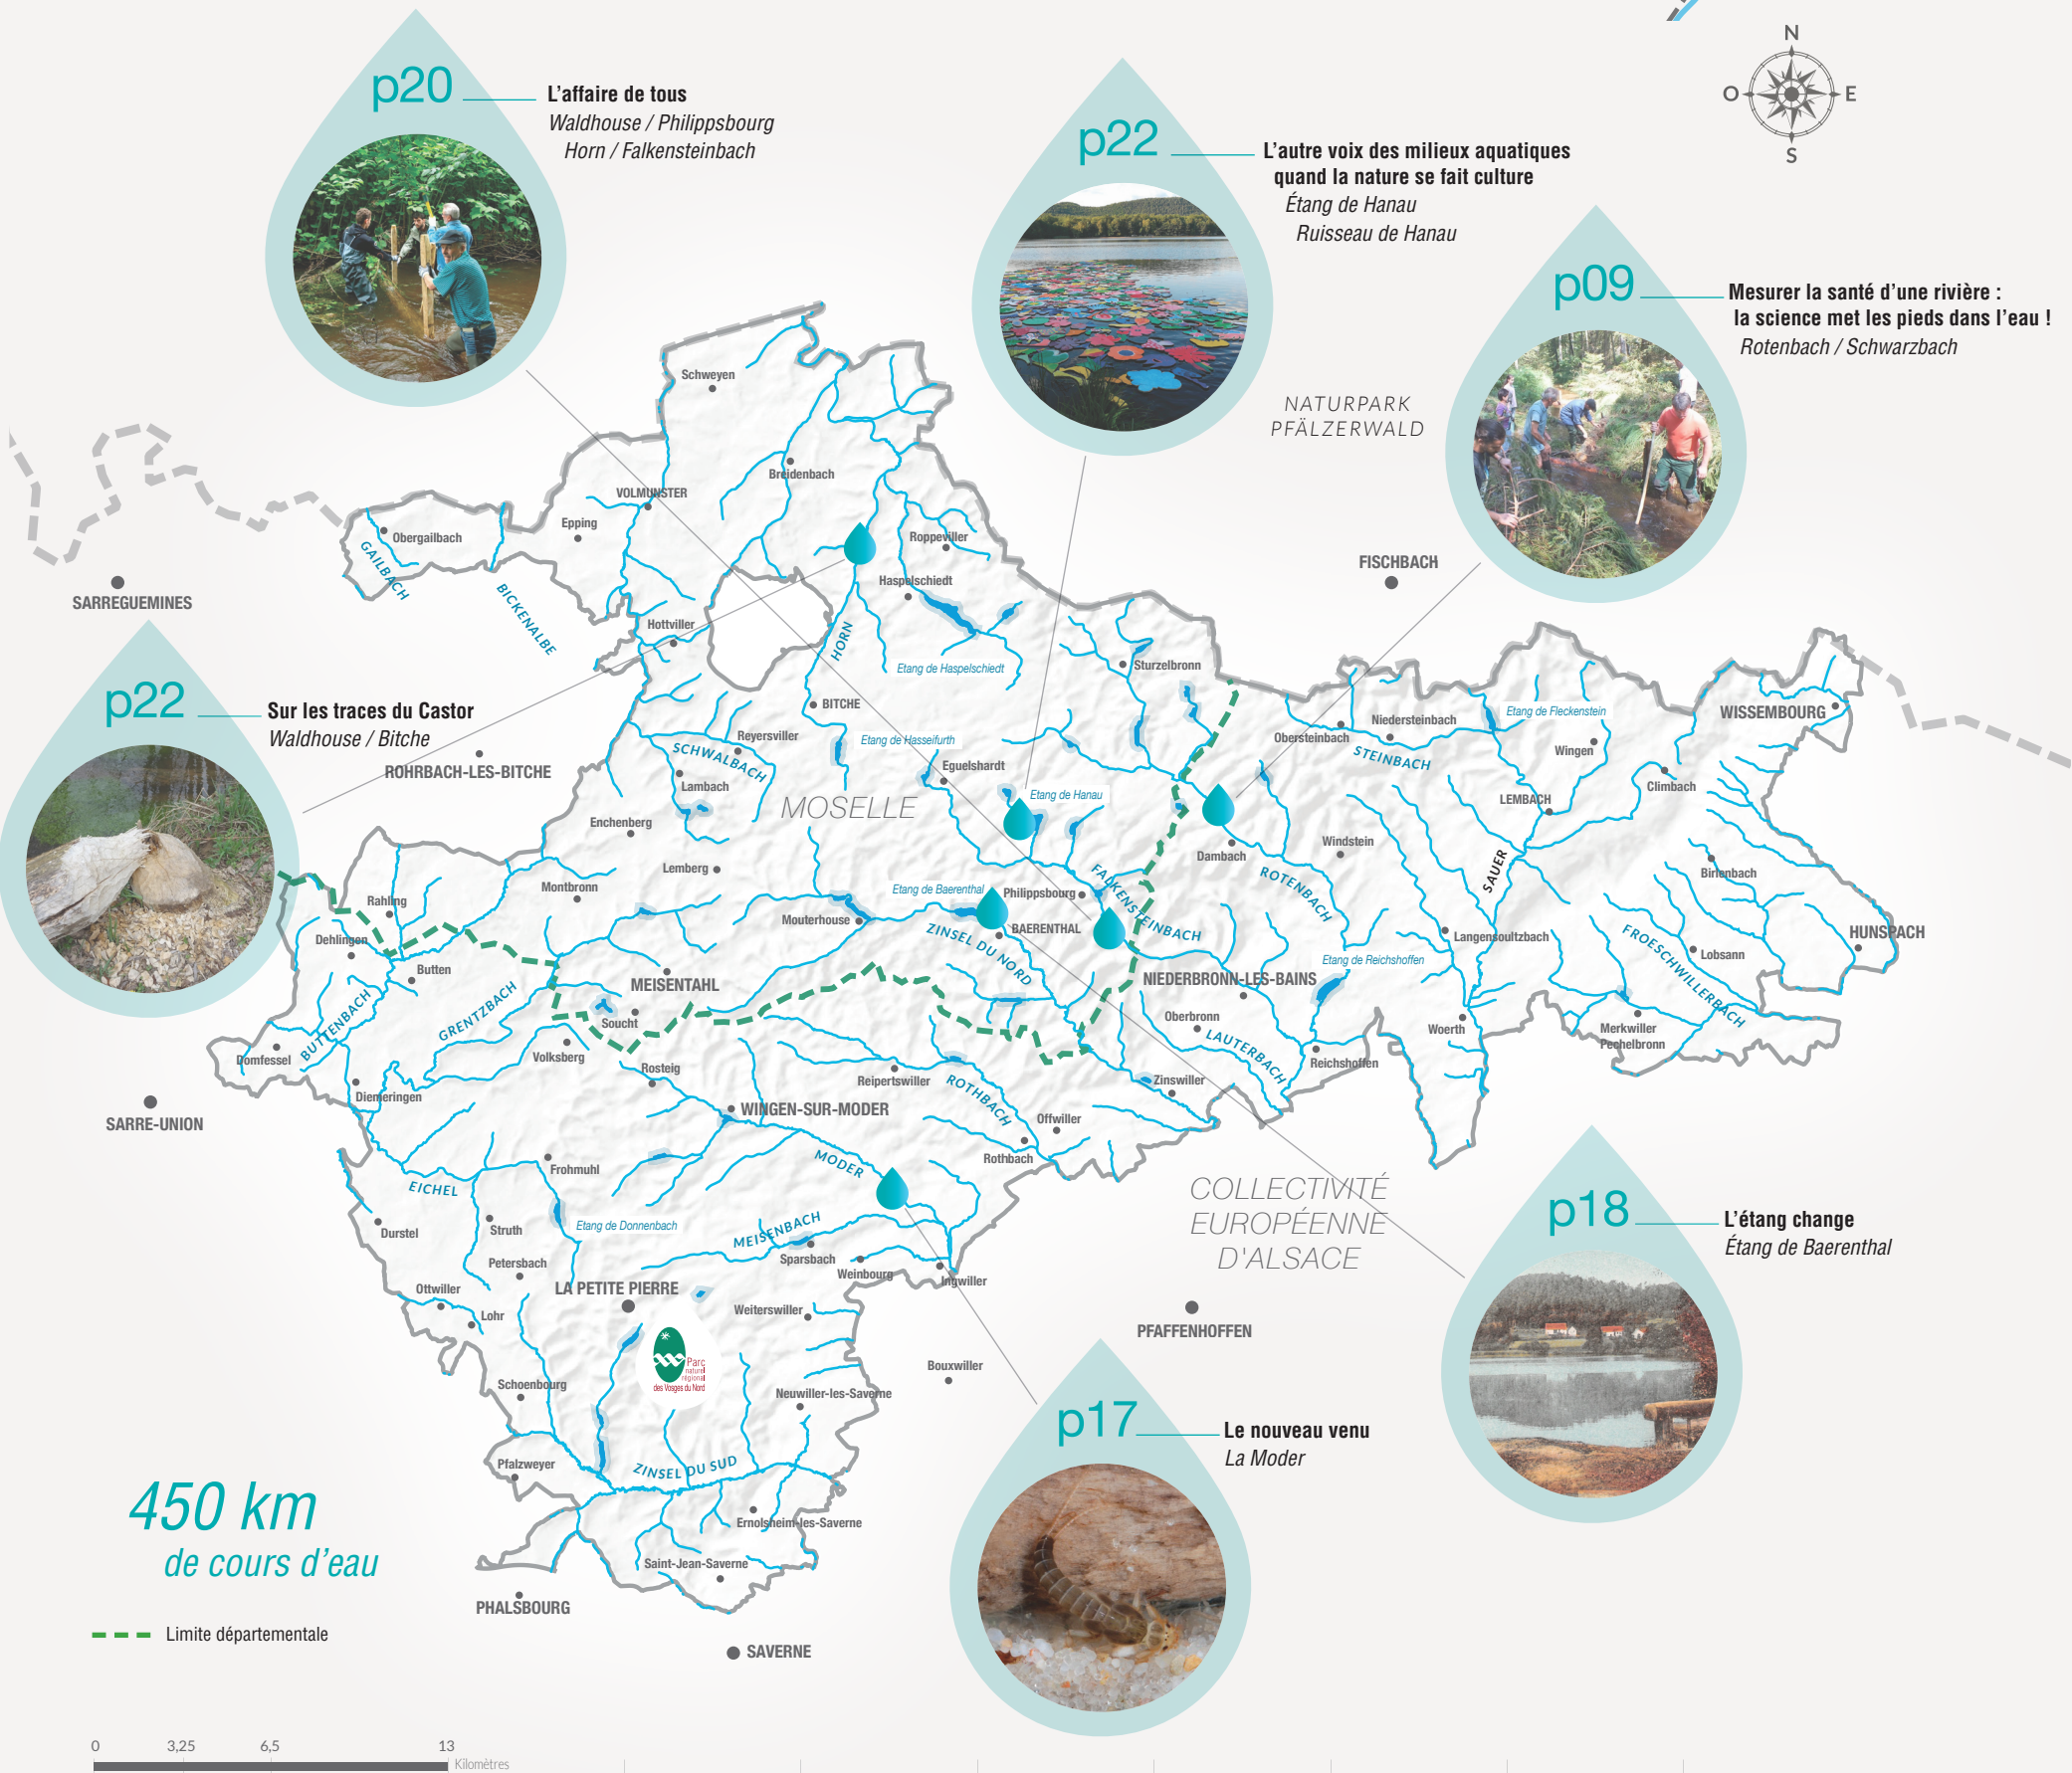 N
O
E
S
p20
L'affaire de tous
Waldhouse / Philippsbourg
Horn / Falkensteinbach
p22
L'autre voix des milieux aquatiques
quand la nature se fait culture
Étang de Hanau
Ruisseau de Hanau
p09
Mesurer la santé d'une rivière :
la science met les pieds dans l'eau !
Rotenbach / Schwarzbach
NATURPARK
PFÄLZERWALD
Schweyen
Breidenbach
VOLMUNSTER
Epping
Obergailbach
GAILBACH
BICKENALBE
Roppeviller
Haspelschiedt
FISCHBACH
SARREGUEMINES
Hottviller
HORN
Etang de Haspelschiedt
Sturzelbronn
p22
Sur les traces du Castor
Waldhouse / Bitche
ROHRBACH-LES-BITCHE
BITCHE
Reyersviller
SCHWALBACH
Lambach
Etang de Hasselfurth
Eguelshardt
MOSELLE
Etang de Hanau
Obersteinbach
Niedersteinbach
STEINBACH
Etang de Fleckenstein
Wingen
WISSEMBOURG
Climbach
LEMBACH
Enchenberg
Lemberg
Dambach
Windstein
ROTENBACH
SAUER
Birlenbach
Montbronn
Rahling
Dehlingen
Butten
Etang de Baerenthal
Philippsbourg
FALKENSTEINBACH
Mouterhouse
BAERENTHAL
ZINSEL DU NORD
Langensoultzbach
Etang de Reichshoffen
FROESCHWILLERBACH
Lobsann
HUNSPACH
NIEDERBRONN-LES-BAINS
MEISENTAHL
Soucht
BUTTENBACH
GRENTZBACH
Domfessel
Diemeringen
Volksberg
Rosteig
Oberbronn
LAUTERBACH
Reichshoffen
Woerth
Merkwiller
Pechelbronn
Reipertswiller
ROTHBACH
Zinswiller
Offwiller
Rothbach
SARRE-UNION
WINGEN-SUR-MODER
MODER
Frohmuhl
EICHEL
Durstel
Struth
Etang de Donnenbach
MEISENBACH
Sparsbach
Weinbourg
Ingwiller
COLLECTIVITÉ
EUROPÉENNE
D'ALSACE
p18
L'étang change
Étang de Baerenthal
Petersbach
Ottwiller
Lohr
LA PETITE PIERRE
Weiterswiller
PFAFFENHOFFEN
Bouxwiller
Parc
naturel
régional
des Vosges du Nord
Schoenbourg
Neuwiller-les-Saverne
p17
Le nouveau venu
La Moder
Pfalzweyer
ZINSEL DU SUD
Ernolsheim-les-Saverne
Saint-Jean-Saverne
PHALSBOURG
SAVERNE
450 km
de cours d'eau
Limite départementale
0 3,25 6,5 13
Kilomètres